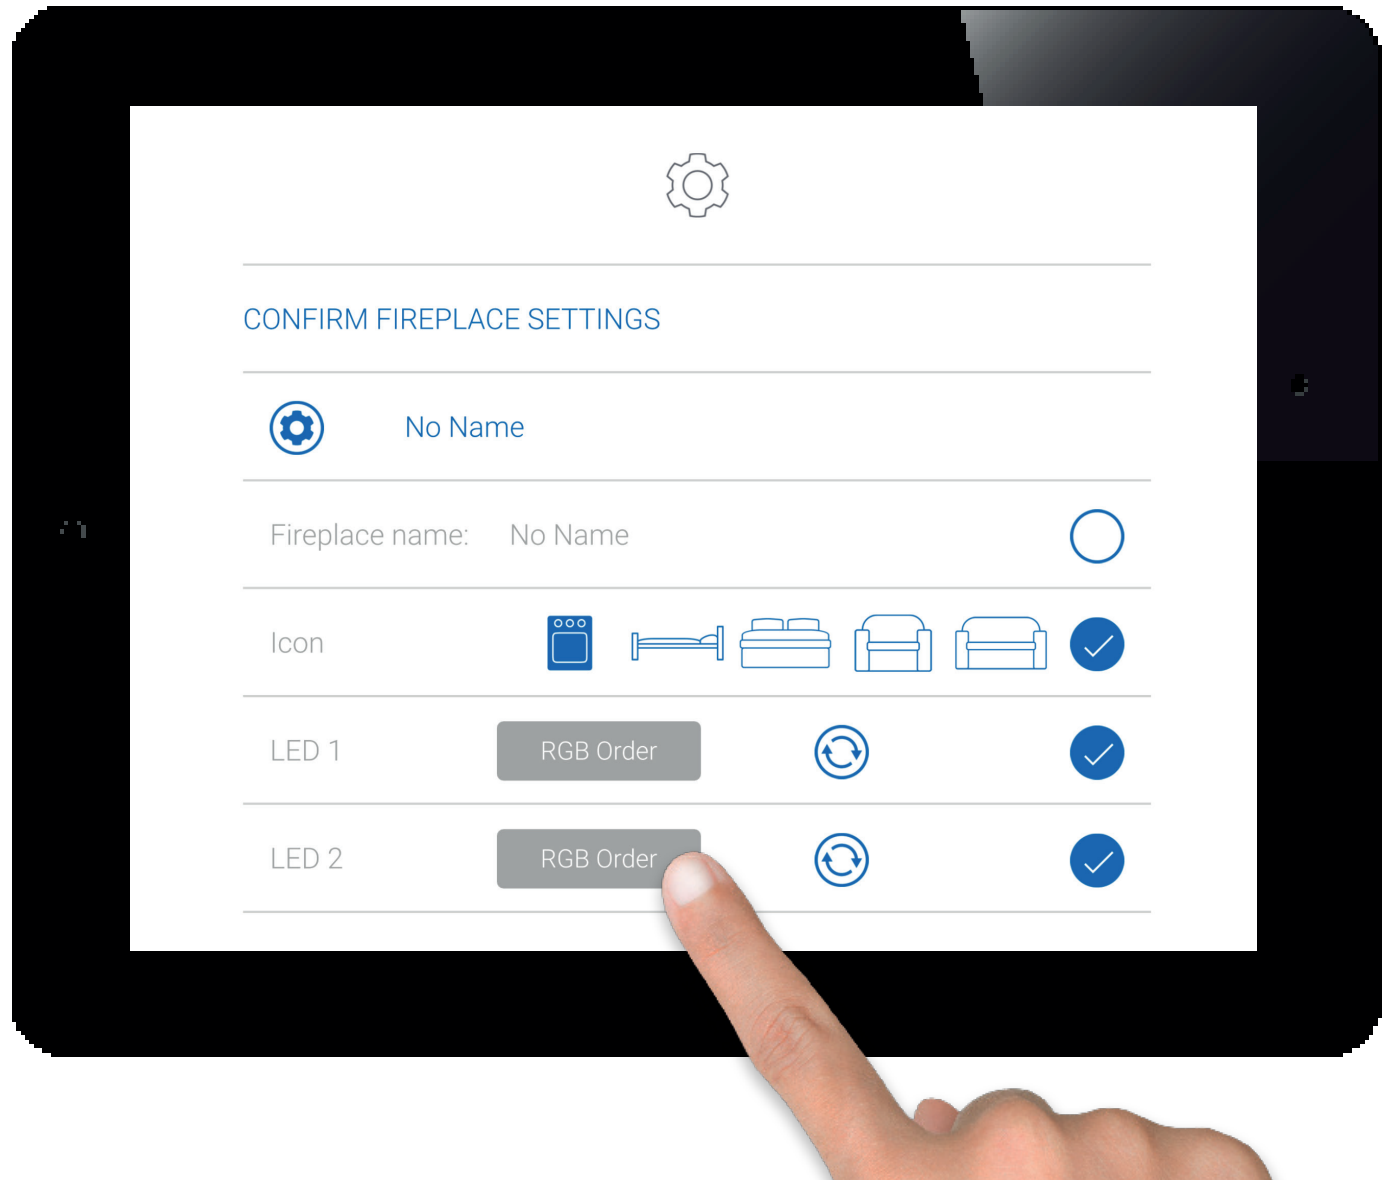 CONFIRM FIREPLACE SETTINGS
No Name
Fireplace name: No Name
Icon
LED 1 RGB Order
LED 2 RGB Order